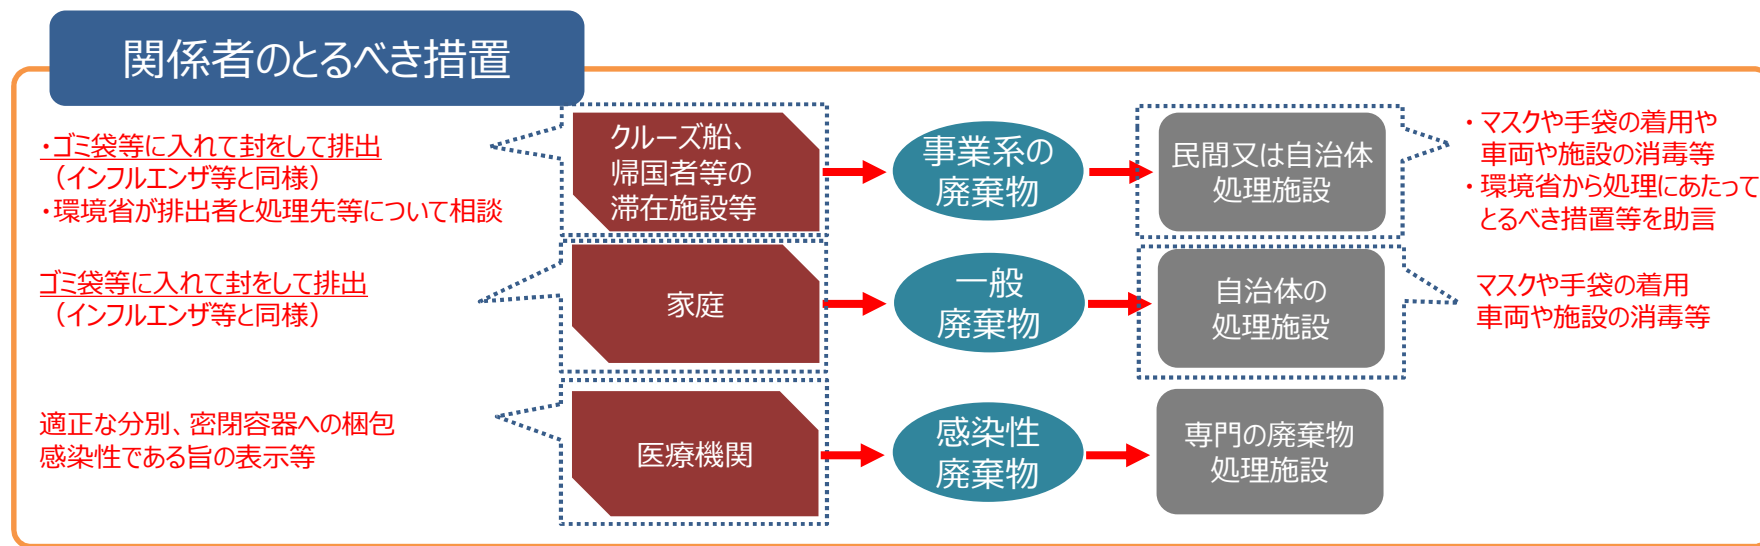 関係者のとるべき措置
・ゴミ袋等に入れて封をして排出
（インフルエンザ等と同様）
・環境省が排出者と処理先等について相談
クルーズ船、
帰国者等の
滞在施設等
事業系の
廃棄物
民間又は自治体
処理施設
・マスクや手袋の着用や
車両や施設の消毒等
・環境省から処理にあたって
とるべき措置等を助言
ゴミ袋等に入れて封をして排出
（インフルエンザ等と同様）
家庭
一般
廃棄物
自治体の
処理施設
マスクや手袋の着用
車両や施設の消毒等
適正な分別、密閉容器への梱包
感染性である旨の表示等
医療機関
感染性
廃棄物
専門の廃棄物
処理施設